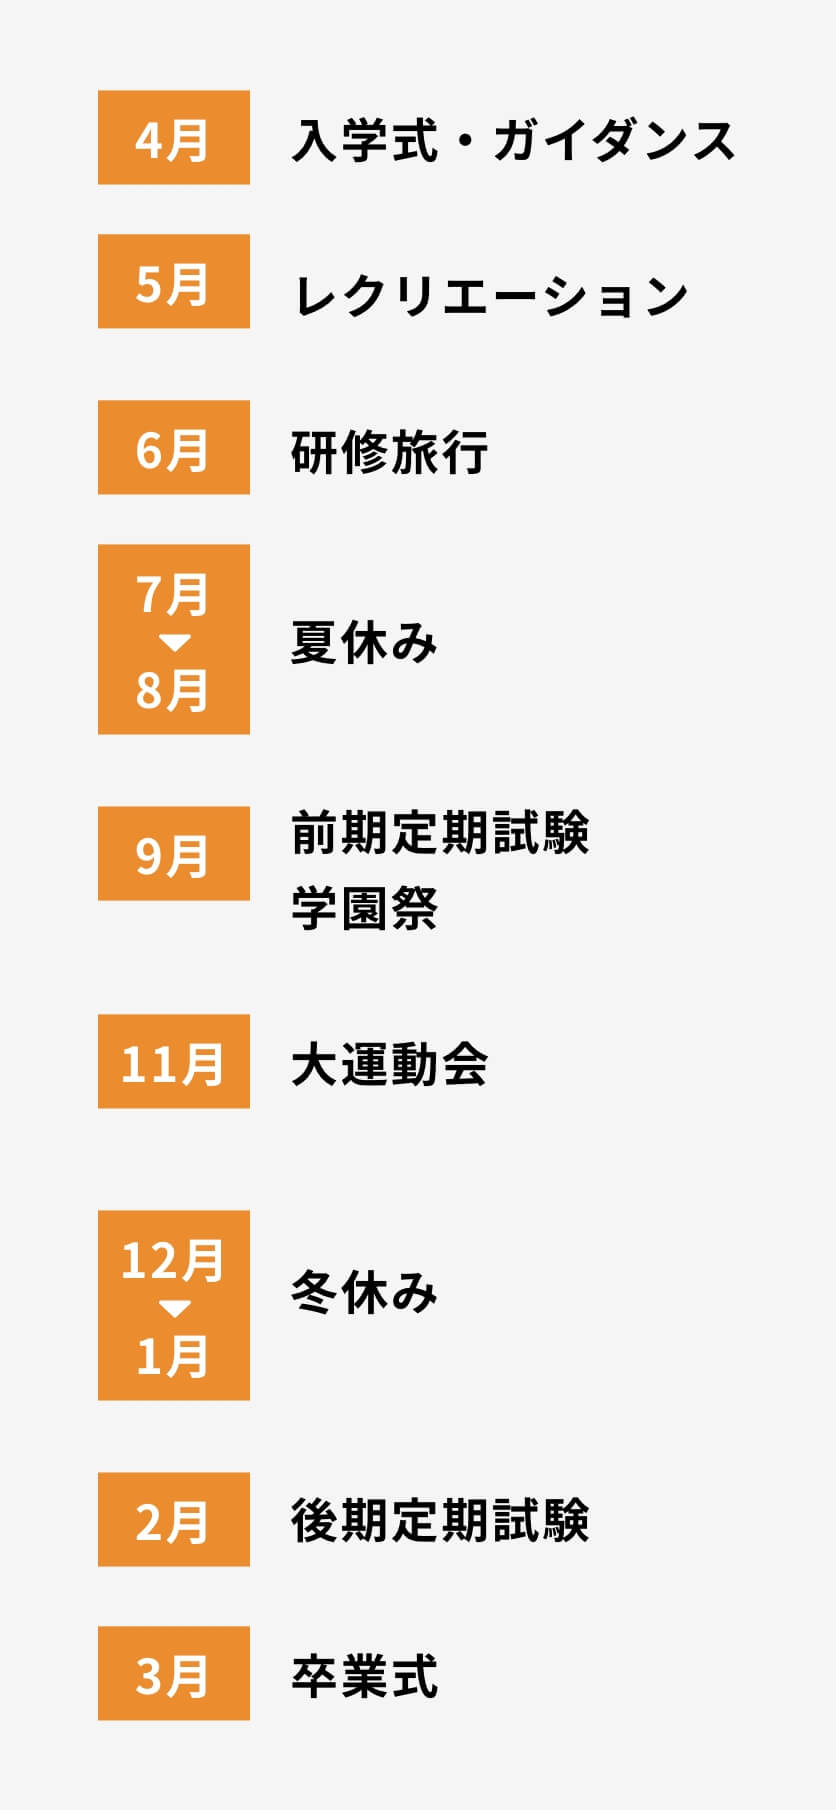 4月
入学式・ガイダンス
5月
レクリエーション
6月
研修旅行
7月
8月
夏休み
9月
前期定期試験
学園祭
11月
大運動会
12月
1月
冬休み
2月
後期定期試験
3月
卒業式